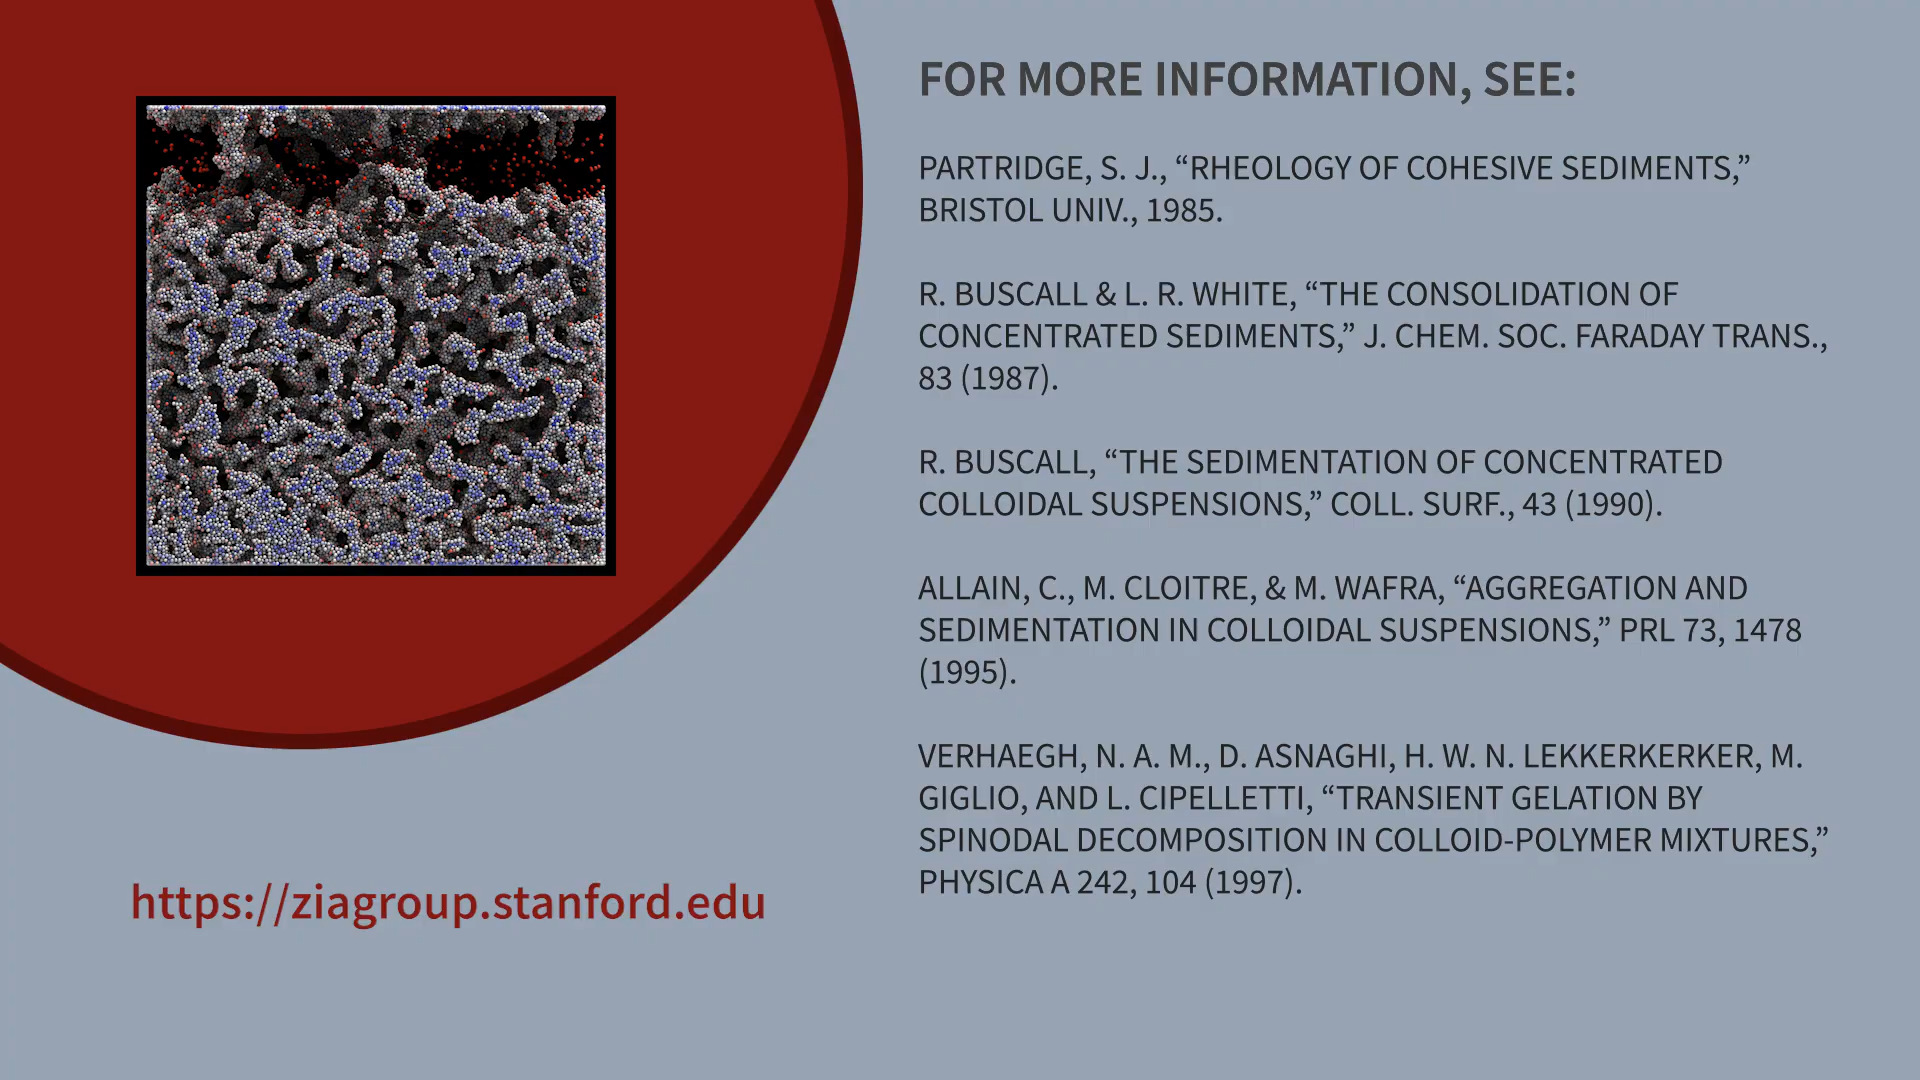 FOR MORE INFORMATION, SEE:
PARTRIDGE, S. J., “RHEOLOGY OF COHESIVE SEDIMENTS,”
BRISTOL UNIV., 1985.
R. BUSCALL & L. R. WHITE, “THE CONSOLIDATION OF
CONCENTRATED SEDIMENTS,” J. CHEM. SOC. FARADAY TRANS.,
83 (1987).
R. BUSCALL, “THE SEDIMENTATION OF CONCENTRATED
COLLOIDAL SUSPENSIONS,” COLL. SURF., 43 (1990).
ALLAIN, C., M. CLOITRE, & M. WAFRA, “AGGREGATION AND
SEDIMENTATION IN COLLOIDAL SUSPENSIONS,” PRL 73, 1478
(1995).
VERHAEGH, N. A. M., D. ASNAGHI, H. W. N. LEKKERKERKER, M.
GIGLIO, AND L. CIPELLETTI, “TRANSIENT GELATION BY
SPINODAL DECOMPOSITION IN COLLOID-POLYMER MIXTURES,”
PHYSICA A 242, 104 (1997).
https://ziagroup.stanford.edu